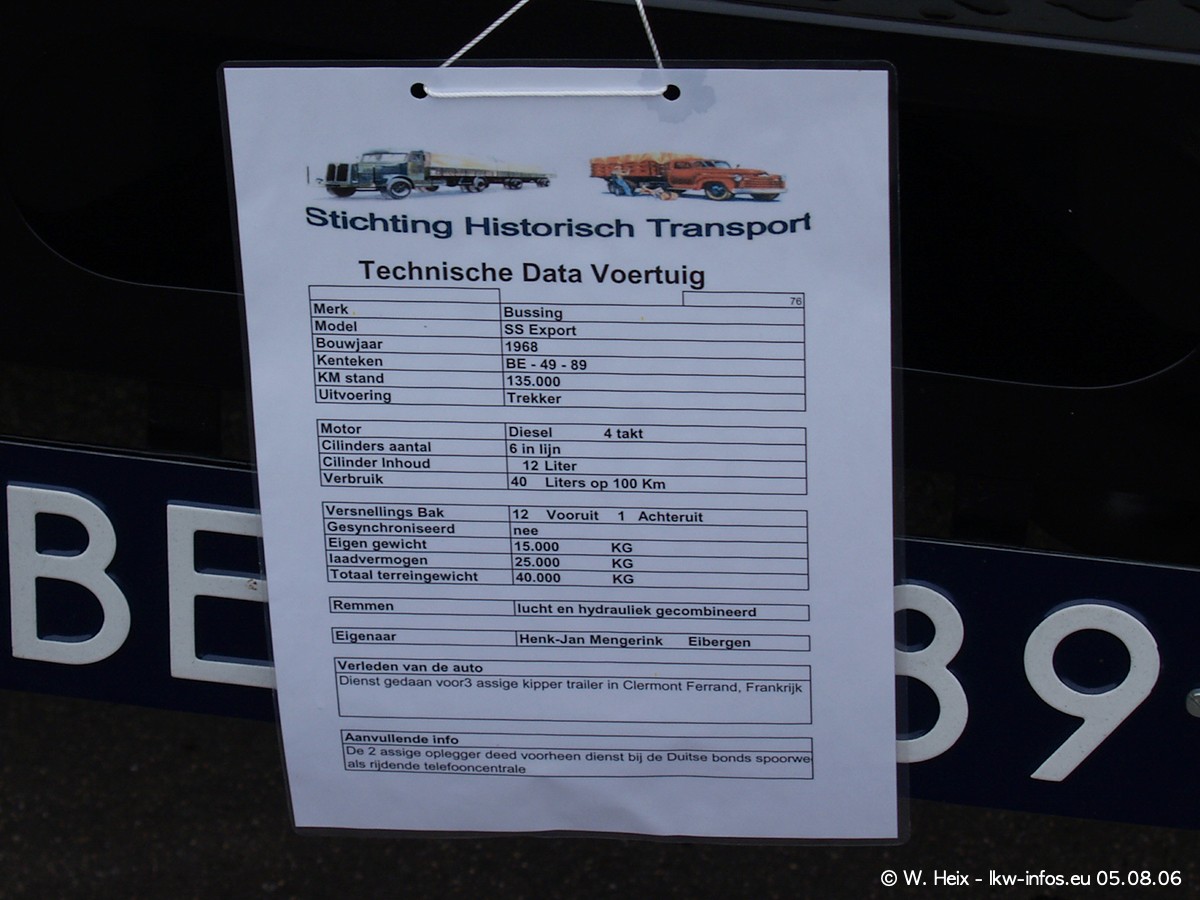 Stichting Historisch Transport
Technische Data Voertuig
76
Merk Bussing
Model SS Export
Bouwjaar 1968
Kenteken BE - 49 - 89
KM stand 135.000
Uitvoering Trekker
Motor Diesel 4 takt
Cilinders aantal 6 in lijn
Cilinder Inhoud 12 Liter
Verbruik 40 Liters op 100 Km
Versnellings Bak 12 Vooruit 1 Achteruit
Gesynchroniseerd nee
Eigen gewicht 15.000 KG
laadvermogen 25.000 KG
Totaal terreingewicht 40.000 KG
Remmen lucht en hydrauliek gecombineerd
Eigenaar Henk-Jan Mengerink Eibergen
Verleden van de auto
Dienst gedaan voor3 assige kipper trailer in Clermont Ferrand, Frankrijk
Aanvullende info
De 2 assige oplegger deed voorheen dienst bij de Duitse bonds spoorwe
als rijdende telefooncentrale
BE 89
© W. Heix - lkw-infos.eu 05.08.06